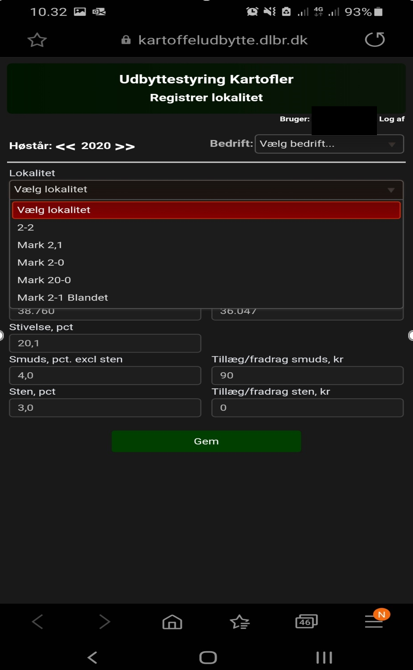 10.32 4G 93%
kartoffeludbytte.dlbr.dk
Udbyttestyring Kartofler
Registrer lokalitet
Bruger: Log af
Høstår: << 2020 >> Bedrift: Vælg bedrift...
Lokalitet
Vælg lokalitet
Vælg lokalitet
2-2
Mark 2,1
Mark 2-0
Mark 20-0
Mark 2-1 Blandet
38.760 36.047
Stivelse, pct
20,1
Smuds, pct. excl sten Tillæg/fradrag smuds, kr
4,0 90
Sten, pct Tillæg/fradrag sten, kr
3,0 0
Gem
46 N